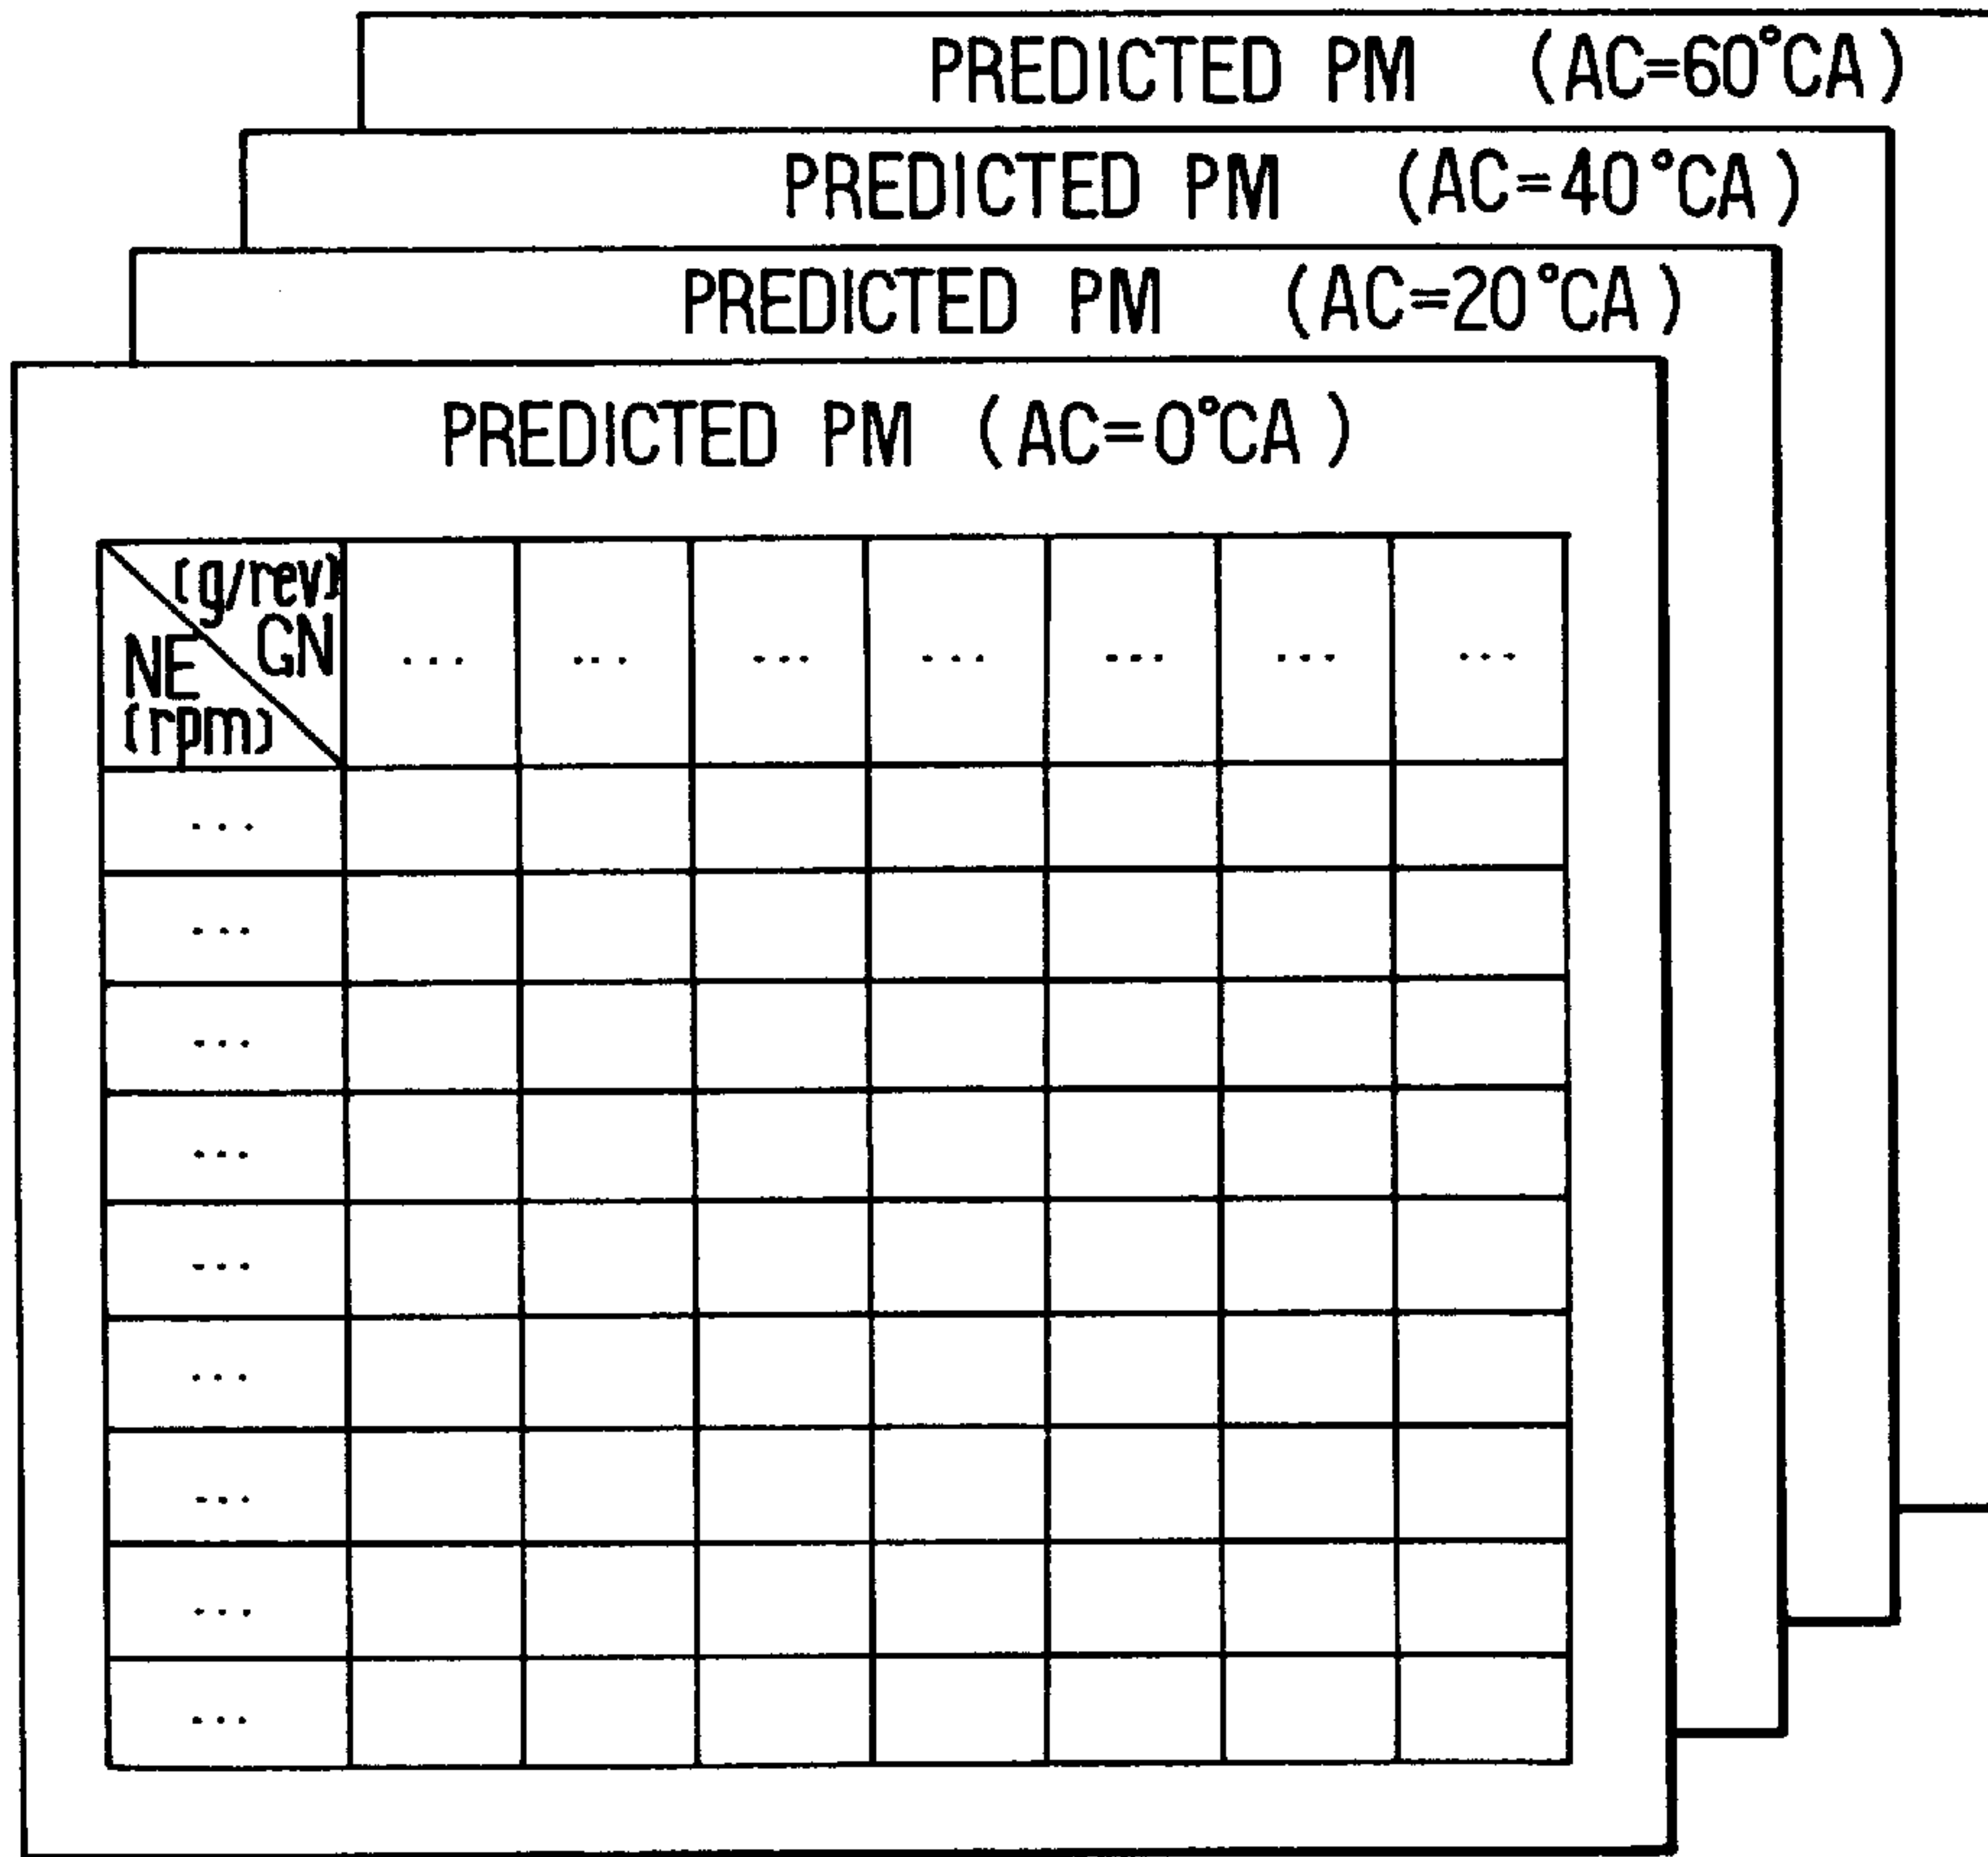 PREDICTED PM (AC=60°CA)
PREDICTED PM (AC=40°CA)
PREDICTED PM (AC=20°CA)
PREDICTED PM (AC=0°CA)
(g/rev)
GN
NE
(rpm)
... ... ... ... ... ... ...
...
...
...
...
...
...
...
...
...